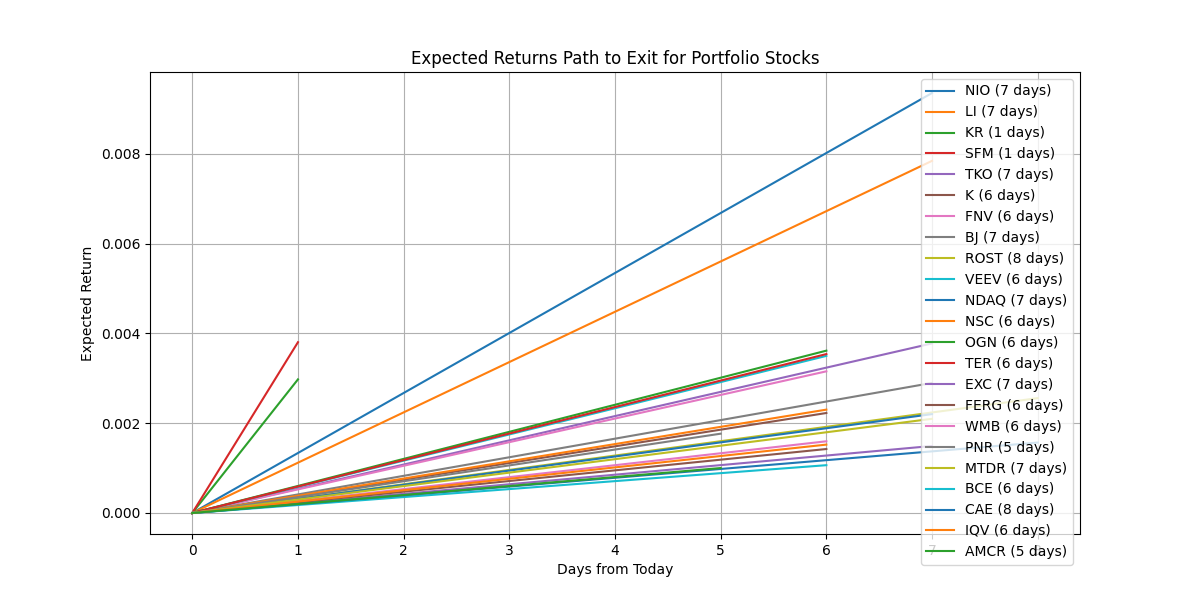 Expected Returns Path to Exit for Portfolio Stocks
Expected Return
0.008
0.006
0.004
0.002
0.000
0
1
2
3
4
5
6
7
Days from Today
NIO (7 days)
LI (7 days)
KR (1 days)
SFM (1 days)
TKO (7 days)
K (6 days)
FNV (6 days)
BJ (7 days)
ROST (8 days)
VEEV (6 days)
NDAQ (7 days)
NSC (6 days)
OGN (6 days)
TER (6 days)
EXC (7 days)
FERG (6 days)
WMB (6 days)
PNR (5 days)
MTDR (7 days)
BCE (6 days)
CAE (8 days)
IQV (6 days)
AMCR (5 days)